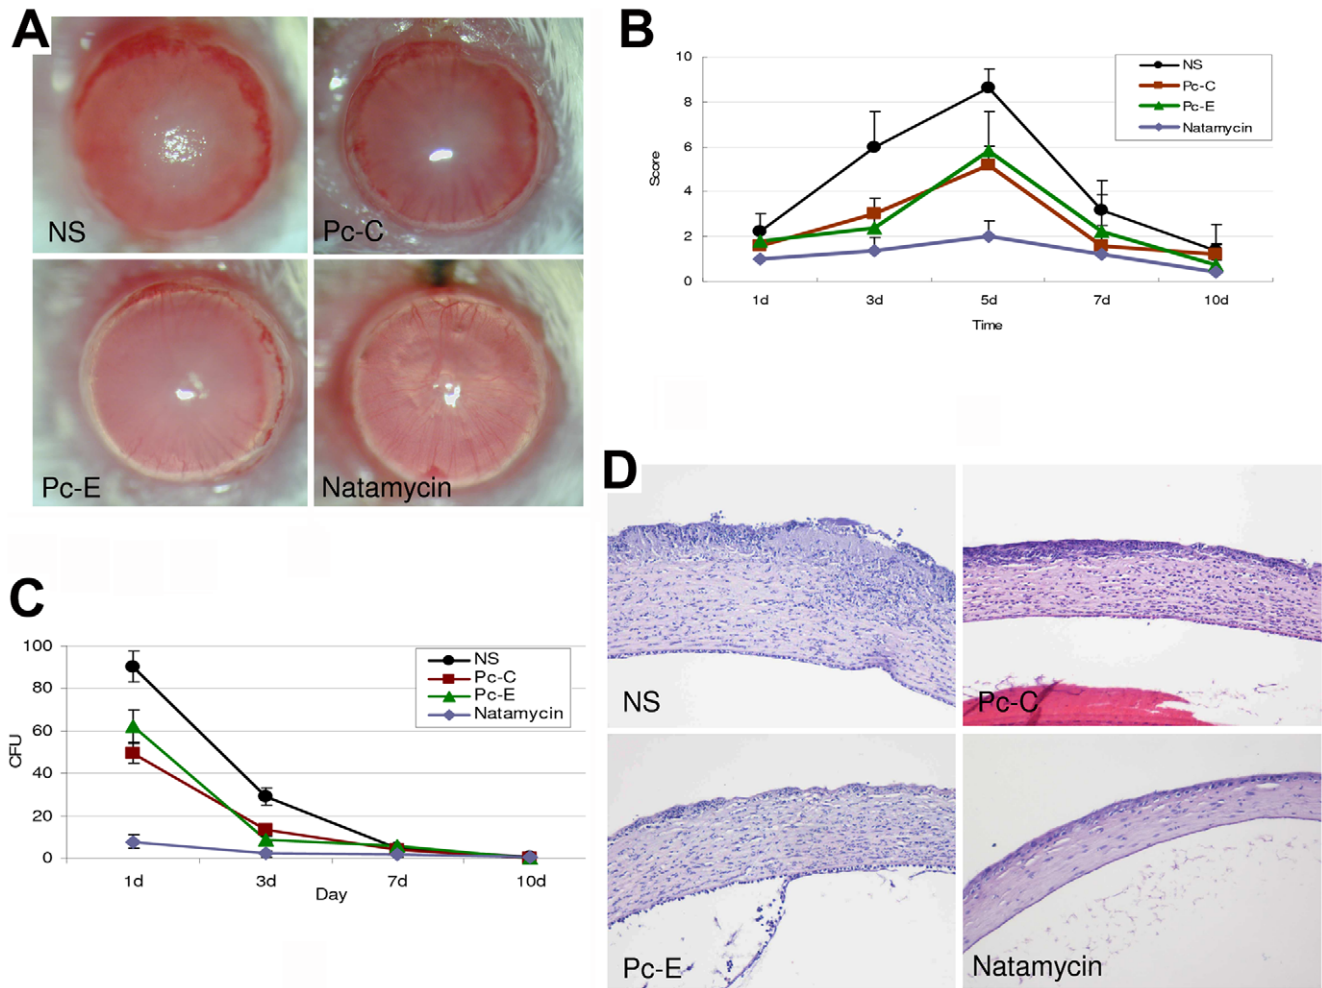 A
NS
Pc-C
Pc-E
Natamycin
B
10
8
6
4
2
0
Score
1d 3d 5d 7d 10d
Time
NS
Pc-C
Pc-E
Natamycin
C
100
80
60
40
20
0
CFU
1d 3d 7d 10d
Day
NS
Pc-C
Pc-E
Natamycin
D
NS
Pc-C
Pc-E
Natamycin